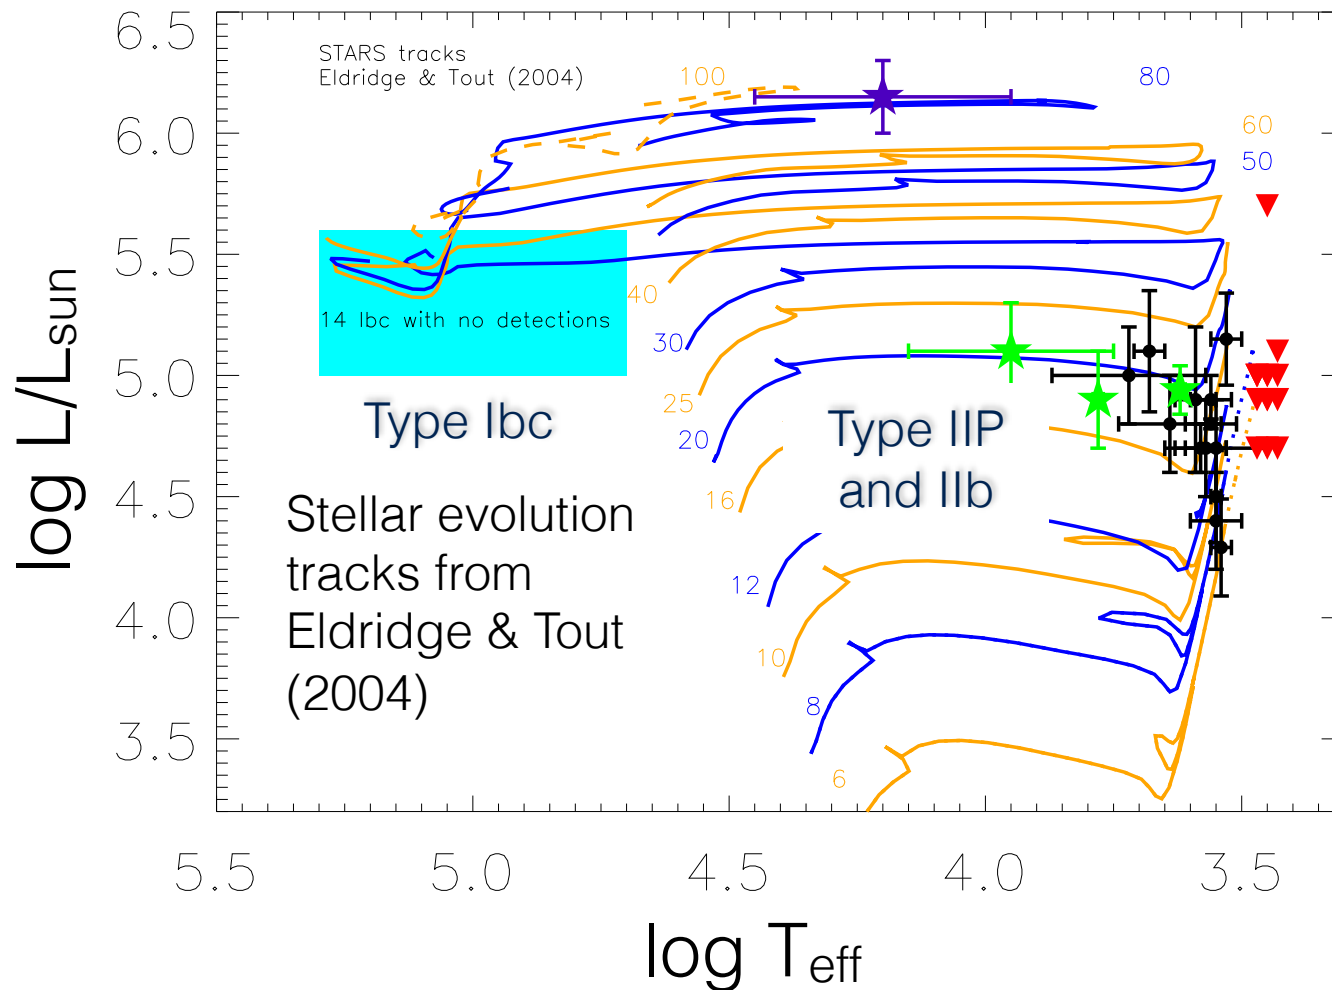 6.5
STARS tracks
Eldridge & Tout (2004)
100
80
60
50
6.0
5.5
40
14 Ibc with no detections
30
5.0
25
Type Ibc
20
Type IIP
and IIb
16
4.5
Stellar evolution
tracks from
Eldridge & Tout
(2004)
12
4.0
10
8
6
3.5
log L/Lsun
5.5
5.0
4.5
4.0
3.5
log Teff